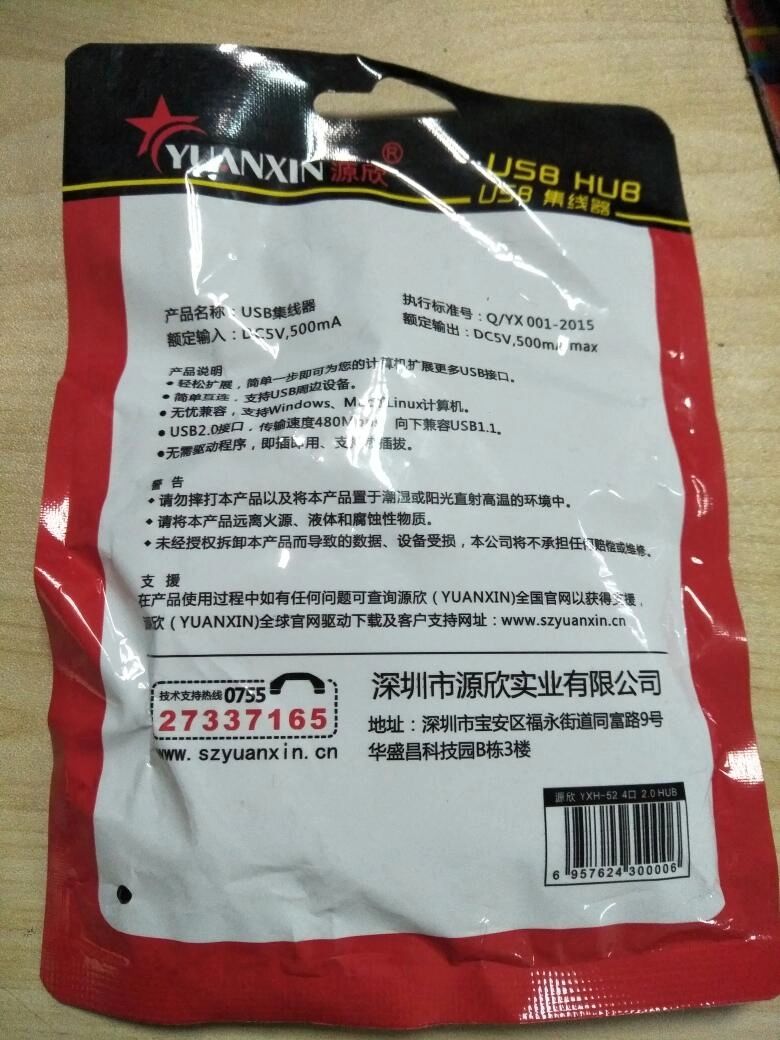 YUANXIN源欣®
USB HUB
USB 集线器
产品名称：USB集线器
额定输入：DC5V,500mA
执行标准号：Q/YX 001-2015
额定输出：DC5V,500mA max
产品说明
• 轻松扩展，简单一步即可为您的计算机扩展更多USB接口。
• 简单互连，支持USB周边设备。
• 无忧兼容，支持Windows、Linux计算机。
• USB2.0接口，传输速度480Mbps 向下兼容USB1.1。
• 无需驱动程序，即插即用、支持 插拔。
警 告
• 请勿摔打本产品以及将本产品置于潮湿或阳光直射高温的环境中。
• 请将本产品远离火源、液体和腐蚀性物质。
• 未经授权拆卸本产品而导致的数据、设备受损，本公司将不承担任何赔偿或维修。
支 援
在产品使用过程中如有任何问题可查询源欣（YUANXIN)全国官网以获得支援，
源欣（YUANXIN)全球官网驱动下载及客户支持网址：www.szyuanxin.cn
技术支持热线0755
27337165
www.szyuanxin.cn
深圳市源欣实业有限公司
地址：深圳市宝安区福永街道同富路9号
华盛昌科技园B栋3楼
源欣 YXH-52 4口 2.0 HUB
6 957624 300006